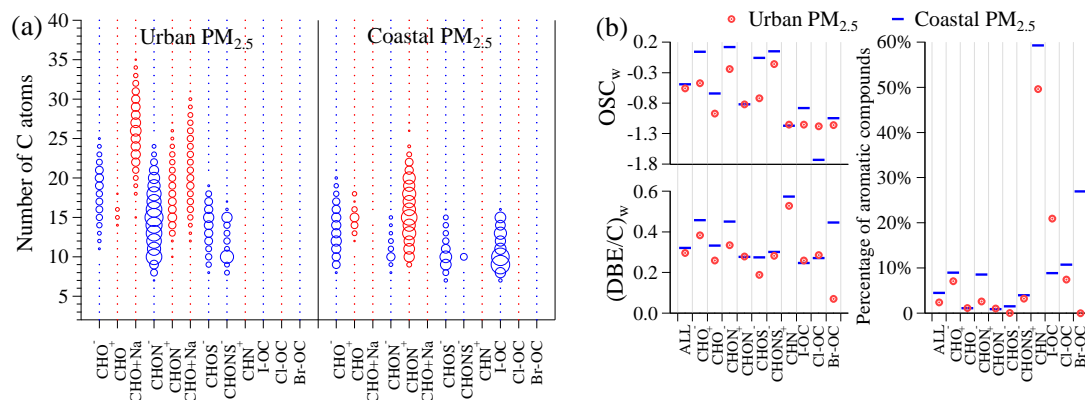 (a)
Urban PM2.5
Coastal PM2.5
Number of C atoms
40
35
30
25
20
15
10
5
CHO-
CHO+
CHO+Na
CHON-
CHON+
CHO+Na
CHOS-
CHONS-
CHN+
I-OC
Cl-OC
Br-OC
CHO-
CHO+
CHO+Na
CHON-
CHON+
CHO+Na
CHOS-
CHONS-
CHN+
I-OC
Cl-OC
Br-OC
(b)
Urban PM2.5
Coastal PM2.5
OSCw
0.2
-0.3
-0.8
-1.3
-1.8
(DBE/C)w
0.6
0.4
0.2
0.0
ALL
CHO-
CHO+
CHON-
CHON+
CHOS-
CHONS-
CHN+
I-OC
Cl-OC
Br-OC
Percentage of aromatic compounds
60%
50%
40%
30%
20%
10%
0
ALL
CHO-
CHO+
CHON-
CHON+
CHOS-
CHONS-
CHN+
I-OC
Cl-OC
Br-OC